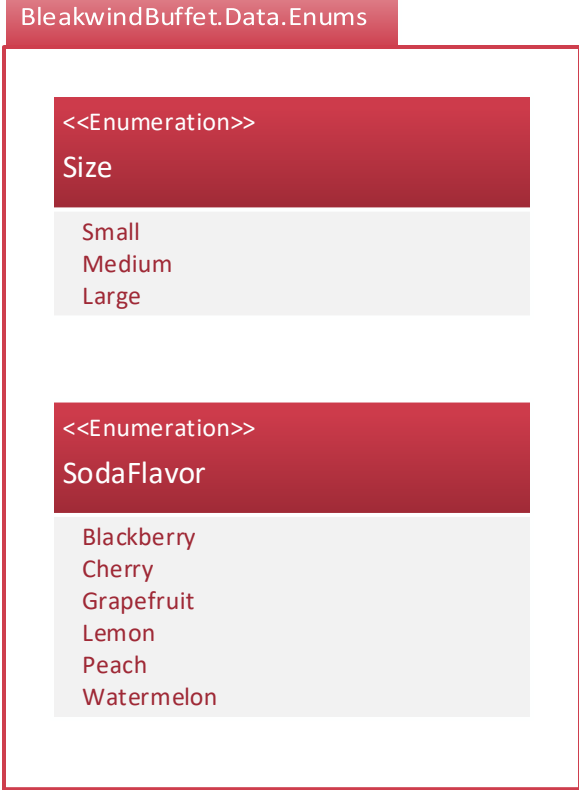 BleakwindBuffet.Data.Enums
<<Enumeration>>
Size
Small
Medium
Large
<<Enumeration>>
SodaFlavor
Blackberry
Cherry
Grapefruit
Lemon
Peach
Watermelon